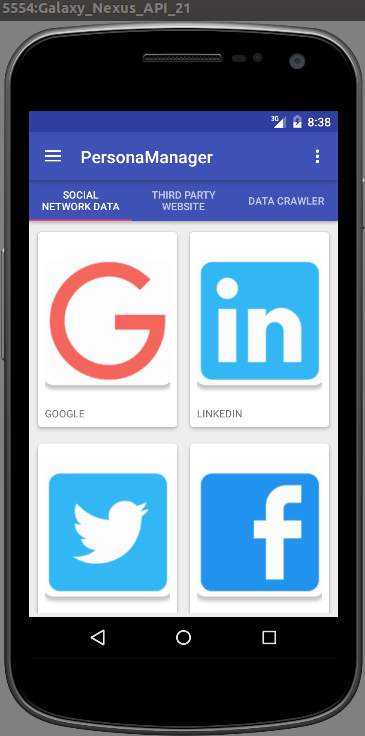 5554:Galaxy_Nexus_API_21
3G 8:38
PersonaManager
SOCIAL
NETWORK DATA
THIRD PARTY
WEBSITE
DATA CRAWLER
G
in
GOOGLE
LINKEDIN
f